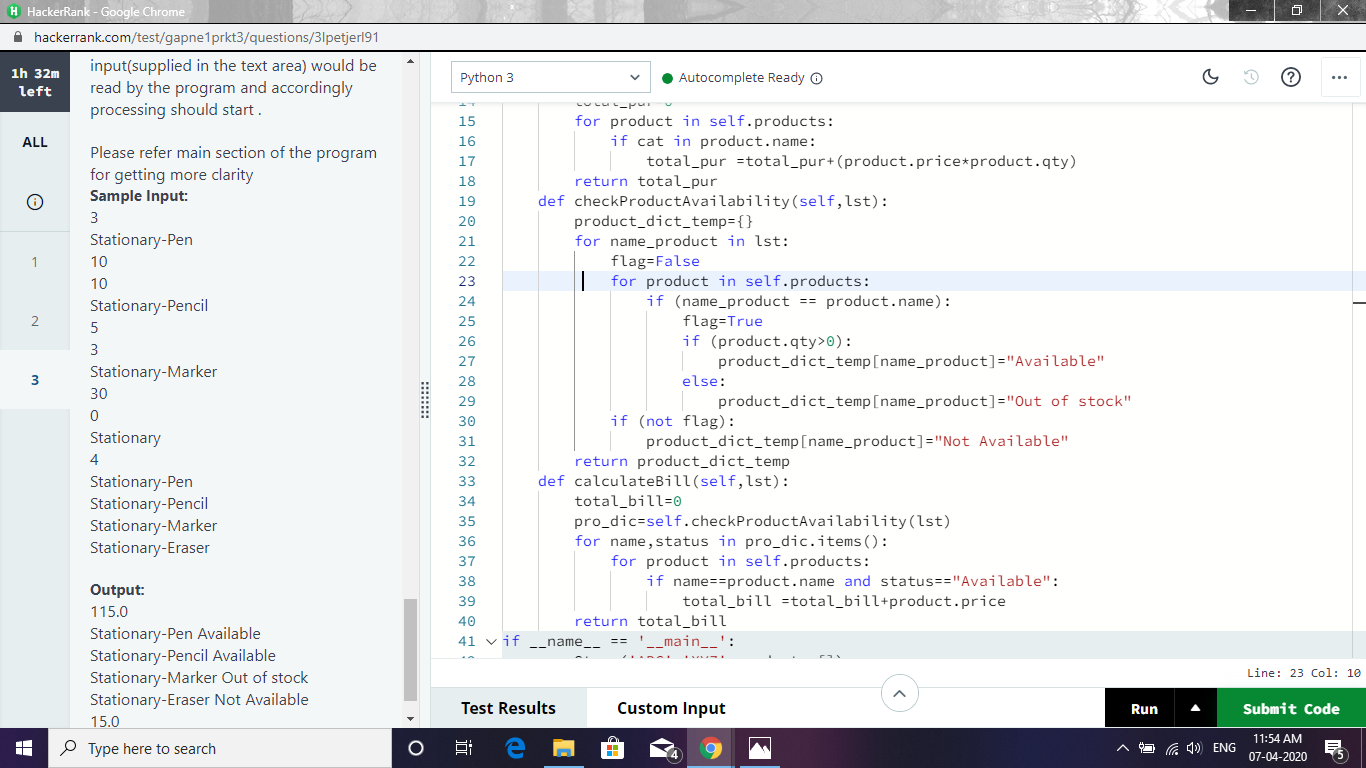 HackerRank - Google Chrome
hackerrank.com/test/gapne1prkt3/questions/3lpetjerl91
1h 32m
left
ALL
1
2
3
input(supplied in the text area) would be
read by the program and accordingly
processing should start .
Please refer main section of the program
for getting more clarity
Sample Input:
3
Stationary-Pen
10
10
Stationary-Pencil
5
3
Stationary-Marker
30
0
Stationary
4
Stationary-Pen
Stationary-Pencil
Stationary-Marker
Stationary-Eraser
Output:
115.0
Stationary-Pen Available
Stationary-Pencil Available
Stationary-Marker Out of stock
Stationary-Eraser Not Available
15.0
Python 3
Autocomplete Ready
14 total_pur=0
15 for product in self.products:
16 if cat in product.name:
17 total_pur =total_pur+(product.price*product.qty)
18 return total_pur
19 def checkProductAvailability(self,lst):
20 product_dict_temp={}
21 for name_product in lst:
22 flag=False
23 for product in self.products:
24 if (name_product == product.name):
25 flag=True
26 if (product.qty>0):
27 product_dict_temp[name_product]="Available"
28 else:
29 product_dict_temp[name_product]="Out of stock"
30 if (not flag):
31 product_dict_temp[name_product]="Not Available"
32 return product_dict_temp
33 def calculateBill(self,lst):
34 total_bill=0
35 pro_dic=self.checkProductAvailability(lst)
36 for name,status in pro_dic.items():
37 for product in self.products:
38 if name==product.name and status=="Available":
39 total_bill =total_bill+product.price
40 return total_bill
41 if __name__ == '__main__':
Line: 23 Col: 10
Test Results
Custom Input
Run
Submit Code
Type here to search
4
ENG
11:54 AM
07-04-2020
5